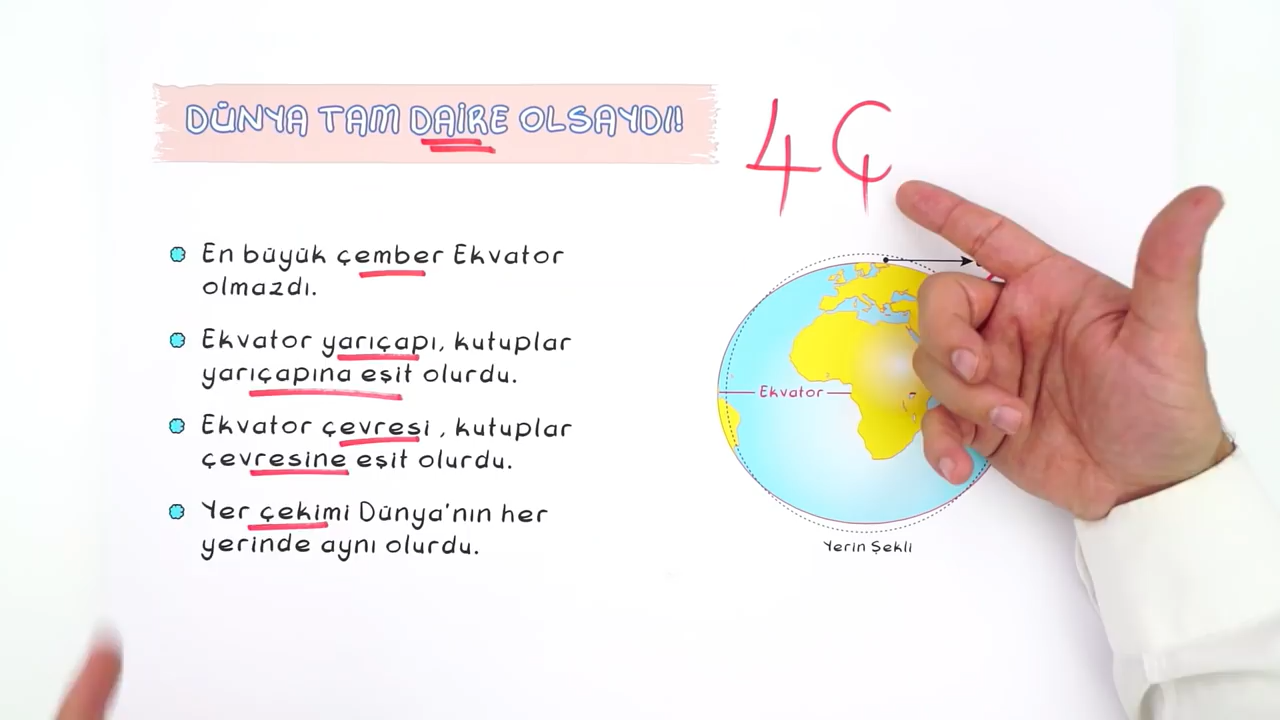 DÜNYA TAM DAİRE OLSAYDI!
4 Ç
En büyük çember Ekvator
olmazdı.
Ekvator yarıçapı, kutuplar
yarıçapına eşit olurdu.
Ekvator çevresi , kutuplar
çevresine eşit olurdu.
Yer çekimi Dünya'nın her
yerinde aynı olurdu.
Ekvator
Yerin Şekli